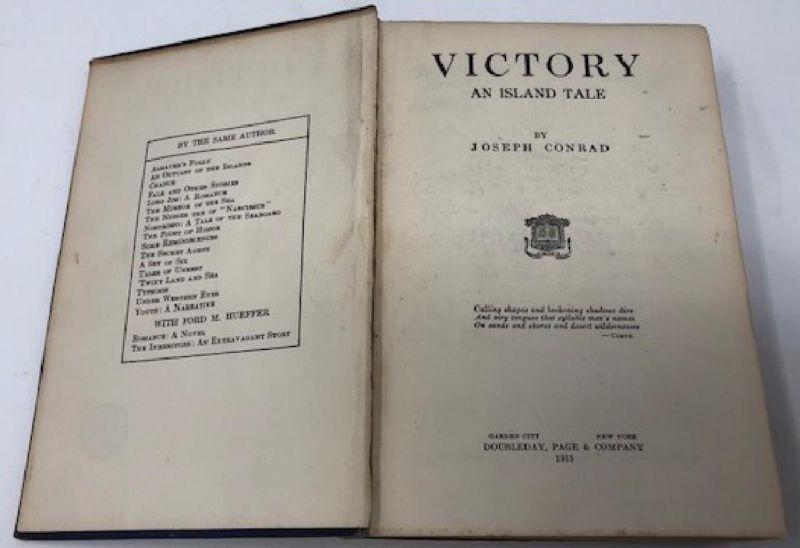 BY THE SAME AUTHOR
ALMAYER'S FOLLY
AN OUTCAST OF THE ISLANDS
CHANCE
FALK AND OTHER STORIES
LORD JIM: A ROMANCE
THE MIRROR OF THE SEA
THE NIGGER OF THE "NARCISSUS"
NOSTROMO: A TALE OF THE SEABOARD
THE POINT OF HONOR
SOME REMINISCENCES
THE SECRET AGENT
A SET OF SIX
TALES OF UNREST
'TWIXT LAND AND SEA
TYPHOON
UNDER WESTERN EYES
YOUTH: A NARRATIVE
WITH FORD M. HUEFFER
ROMANCE: A NOVEL
THE INHERITORS: AN EXTRAVAGANT STORY
VICTORY
AN ISLAND TALE
BY
JOSEPH CONRAD
Calling shapes and beckoning shadows dire
And airy tongues that syllable men's names
On sands and shores and desert wildernesses
—COMUS.
GARDEN CITY NEW YORK
DOUBLEDAY, PAGE & COMPANY
1915